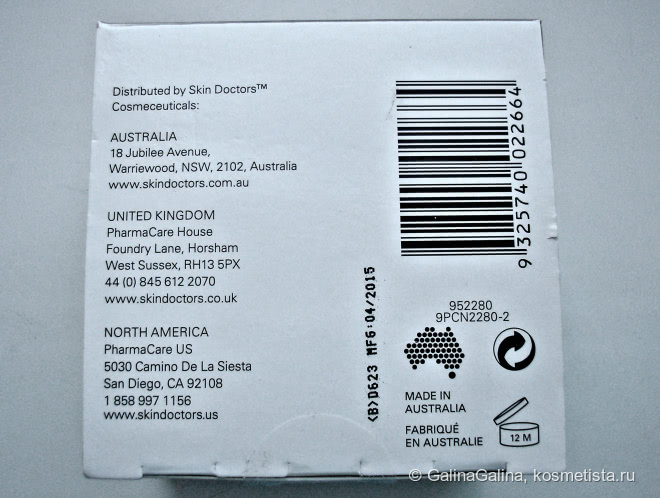 Distributed by Skin Doctors™
Cosmeceuticals:
AUSTRALIA
18 Jubilee Avenue,
Warriewood, NSW, 2102, Australia
www.skindoctors.com.au
UNITED KINGDOM
PharmaCare House
Foundry Lane, Horsham
West Sussex, RH13 5PX
44 (0) 845 612 2070
www.skindoctors.co.uk
NORTH AMERICA
PharmaCare US
5030 Camino De La Siesta
San Diego, CA 92108
1 858 997 1156
www.skindoctors.us
<B>D623 MFG:04/2015
9 325740 022664
952280
9PCN2280-2
MADE IN
AUSTRALIA
FABRIQUÉ
EN AUSTRALIE
12 M
© GalinaGalina, kosmetista.ru